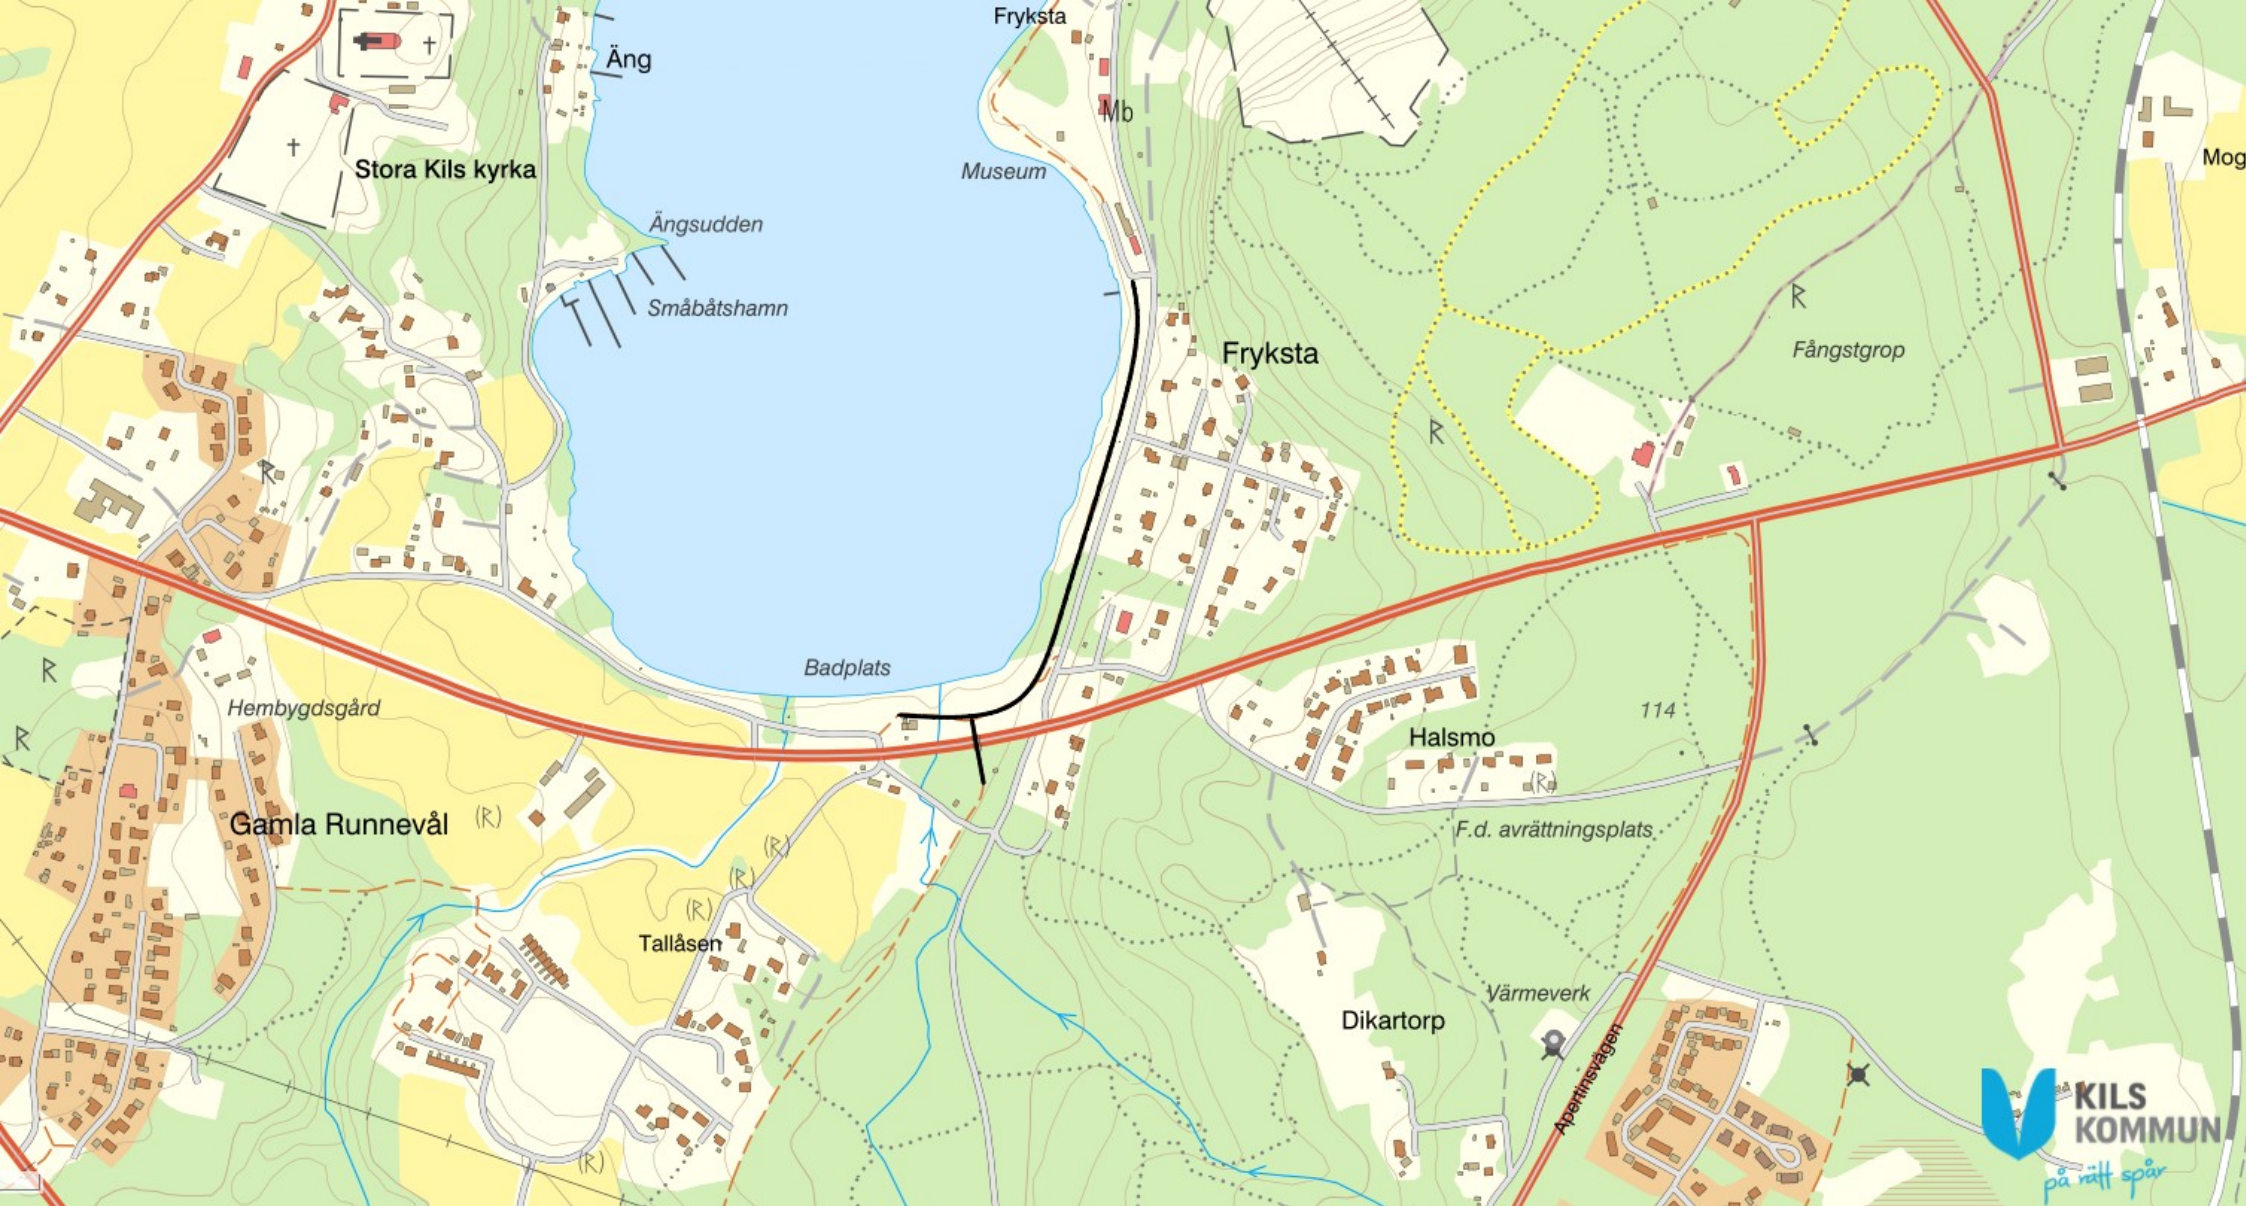 Fryksta
Äng
Mb
Stora Kils kyrka
Museum
Mog
Ängsudden
Småbåtshamn
R
Fryksta
Fångstgrop
R
R
Badplats
R
Hembygdsgård
114
R
Halsmo
(R)
Gamla Runnevål
(R)
F.d. avrättningsplats
(R)
(R)
(R)
Tallåsen
Värmeverk
Dikartorp
Apertinsvägen
KILS
KOMMUN
på rätt spår
(R)